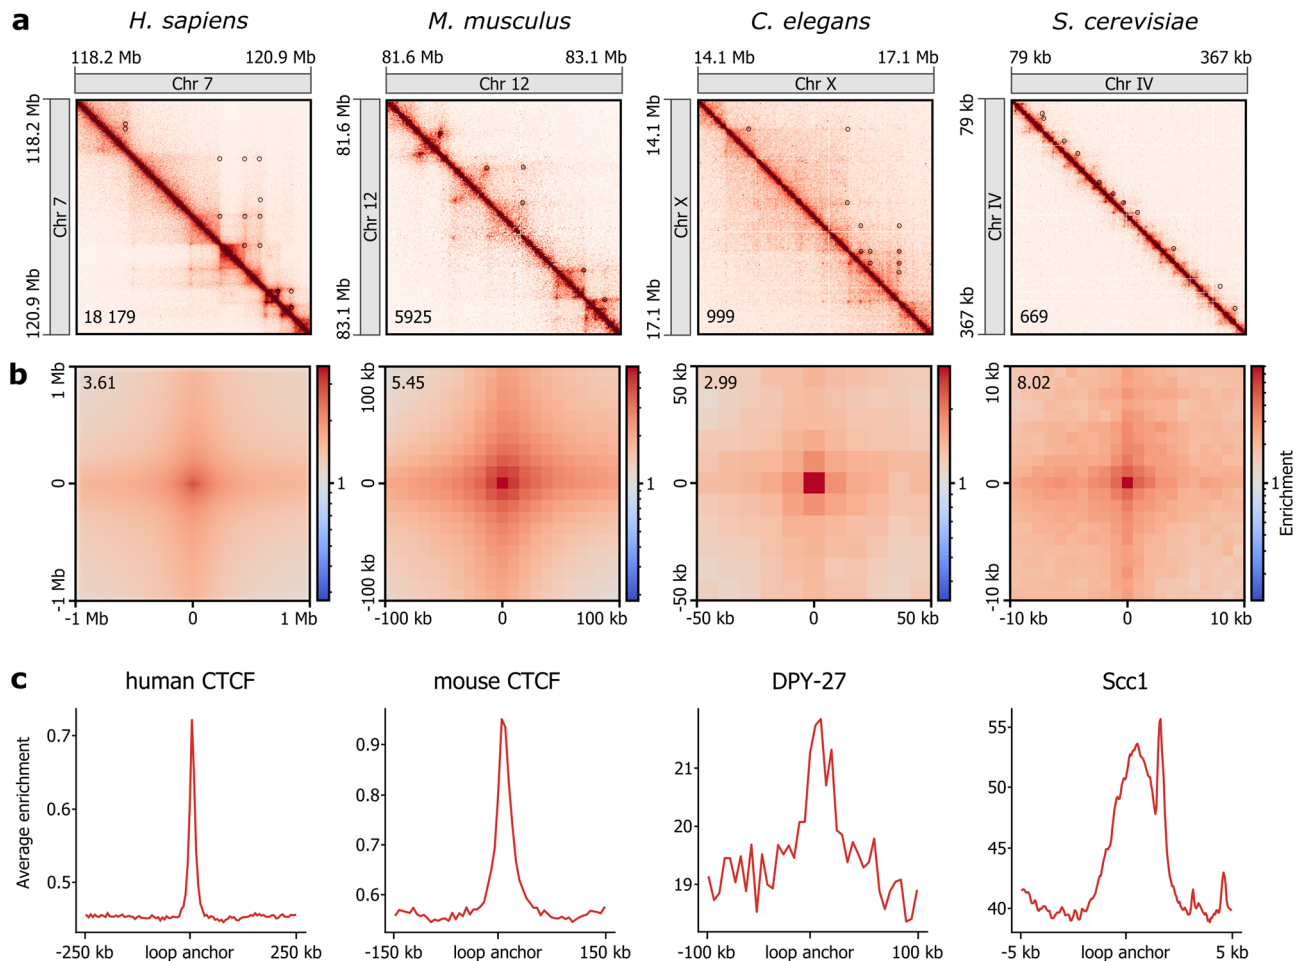 a
H. sapiens
M. musculus
C. elegans
S. cerevisiae
118.2 Mb 120.9 Mb
81.6 Mb 83.1 Mb
14.1 Mb 17.1 Mb
79 kb 367 kb
Chr 7
Chr 12
Chr X
Chr IV
118.2 Mb
Chr 7
120.9 Mb
18 179
81.6 Mb
Chr 12
83.1 Mb
5925
14.1 Mb
Chr X
17.1 Mb
999
79 kb
Chr IV
367 kb
669
b
1 Mb
0
-1 Mb
3.61
-1 Mb 0 1 Mb
1
100 kb
0
-100 kb
5.45
-100 kb 0 100 kb
1
50 kb
0
-50 kb
2.99
-50 kb 0 50 kb
1
10 kb
0
-10 kb
8.02
-10 kb 0 10 kb
1
Enrichment
c
human CTCF
Average enrichment
0.7
0.6
0.5
-250 kb loop anchor 250 kb
mouse CTCF
0.9
0.8
0.7
0.6
-150 kb loop anchor 150 kb
DPY-27
21
20
19
-100 kb loop anchor 100 kb
Scc1
55
50
45
40
-5 kb loop anchor 5 kb